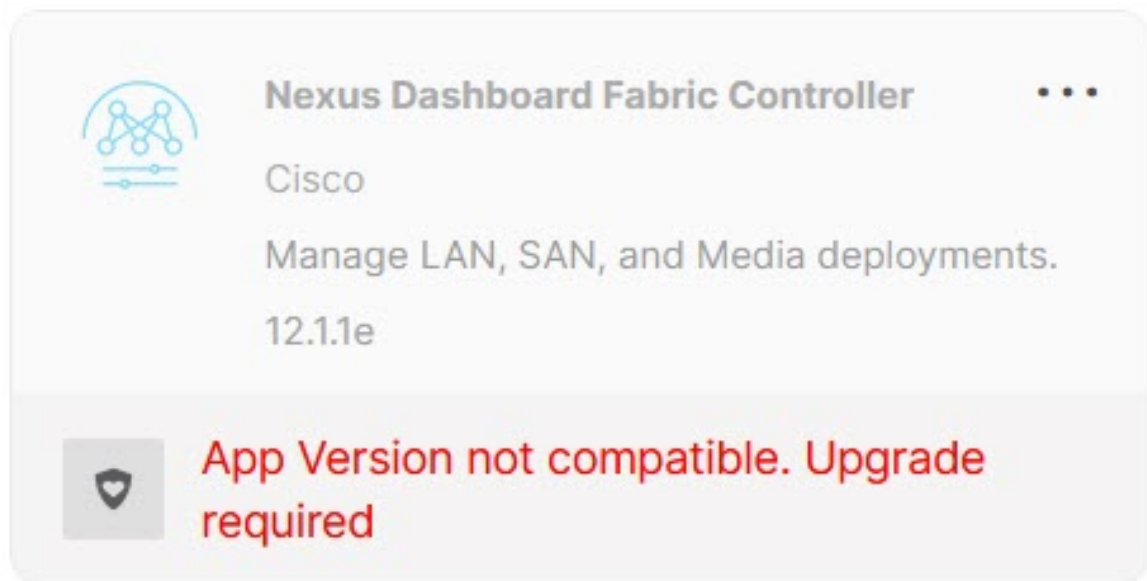 Nexus Dashboard Fabric Controller
Cisco
Manage LAN, SAN, and Media deployments.
12.1.1e
App Version not compatible. Upgrade
required